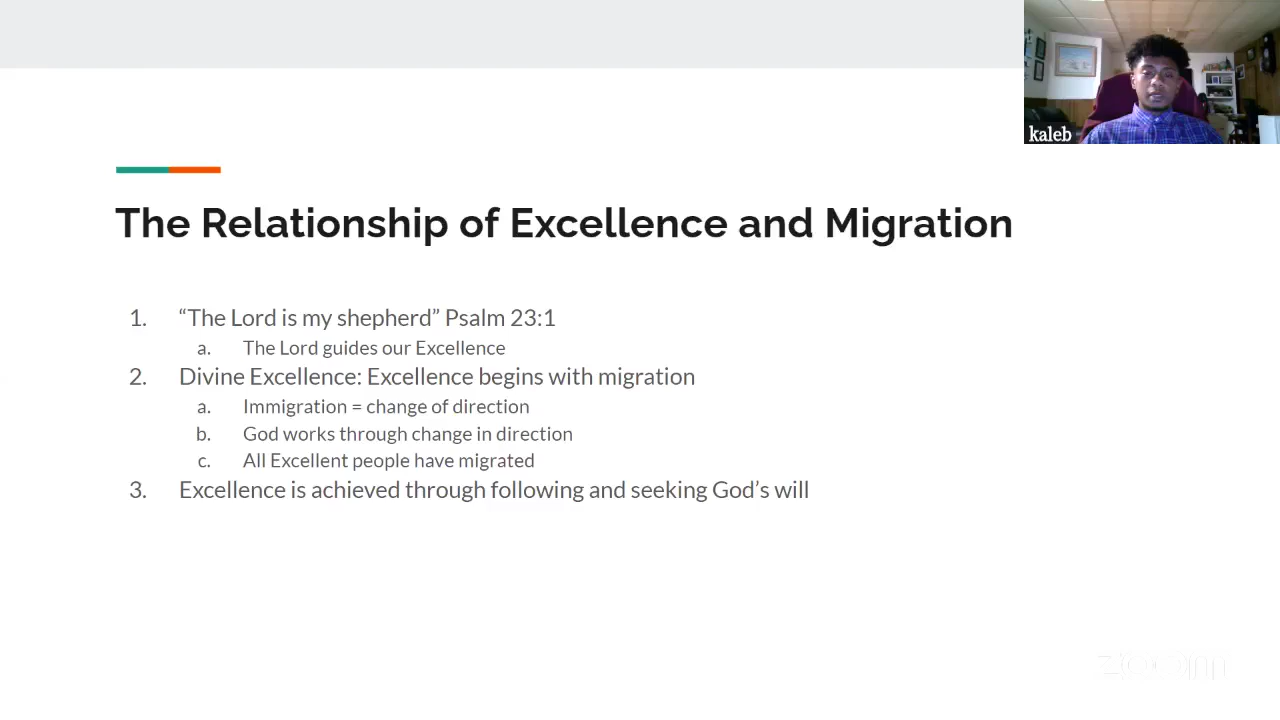 kaleb
The Relationship of Excellence and Migration
1. “The Lord is my shepherd” Psalm 23:1
a. The Lord guides our Excellence
2. Divine Excellence: Excellence begins with migration
a. Immigration = change of direction
b. God works through change in direction
c. All Excellent people have migrated
3. Excellence is achieved through following and seeking God’s will
zoom